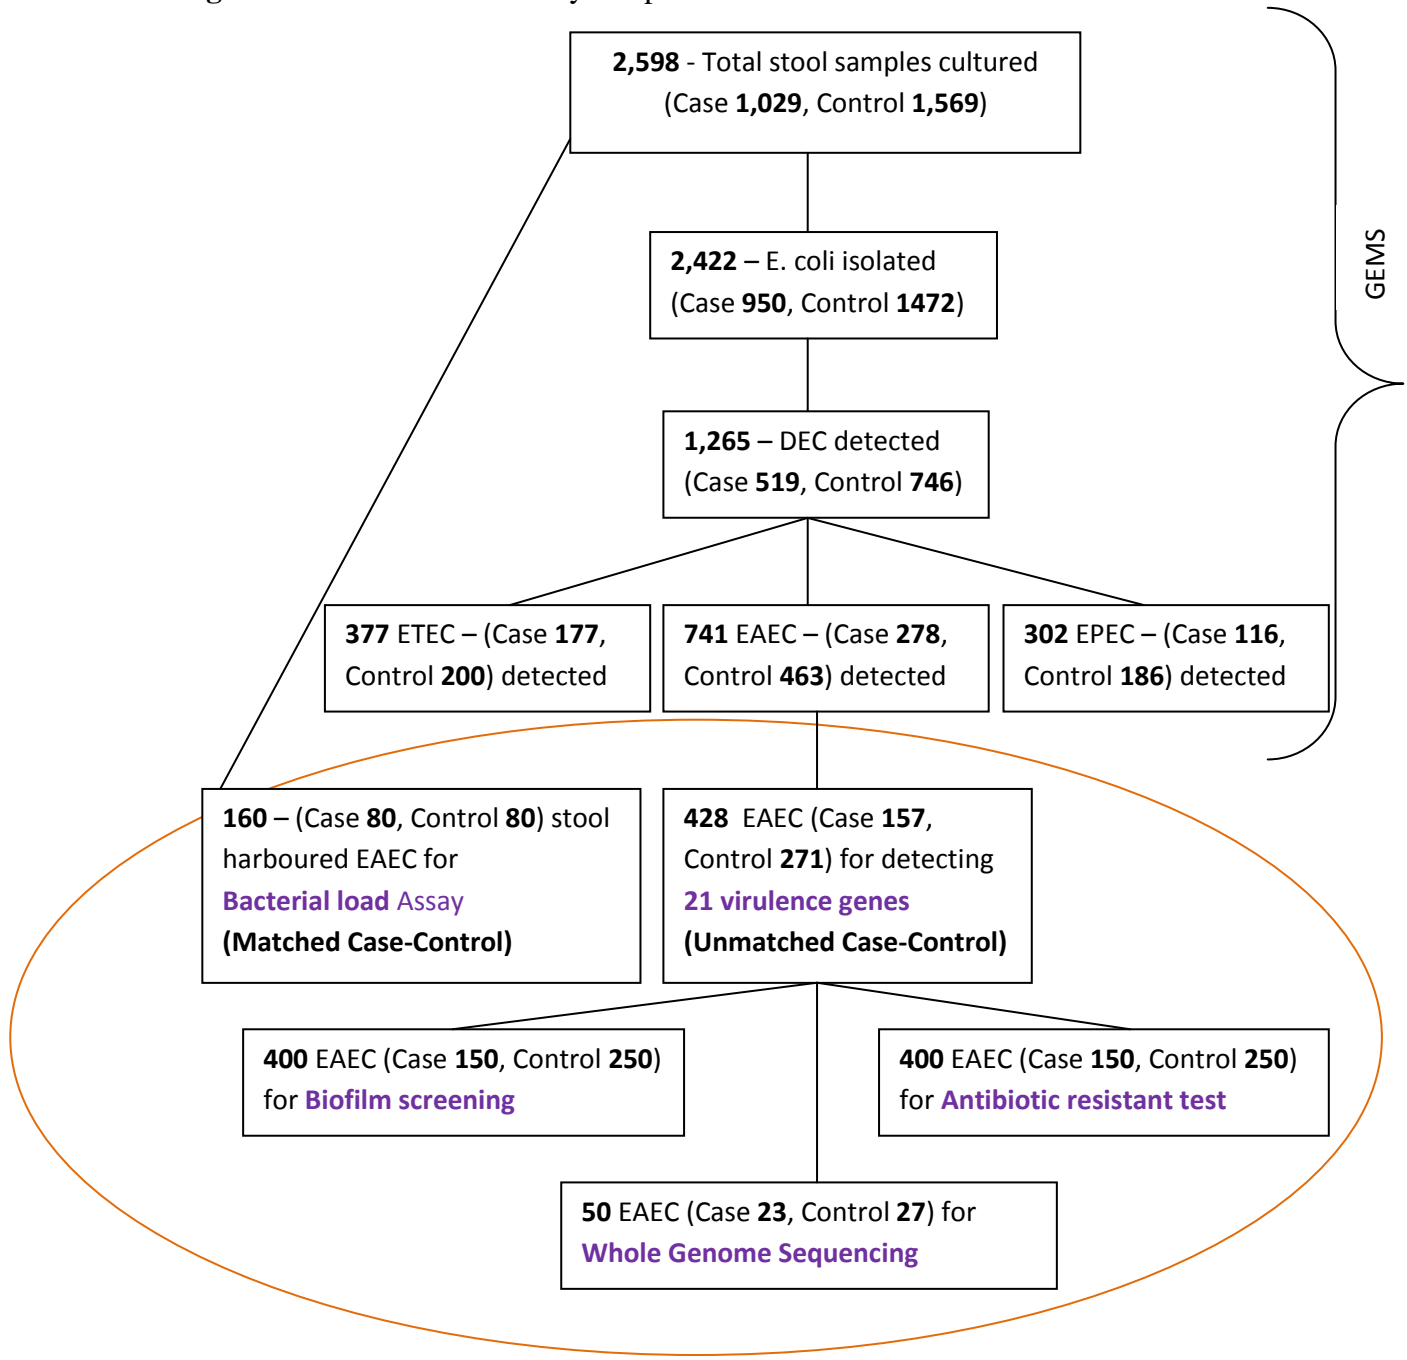 2,598 - Total stool samples cultured
(Case 1,029, Control 1,569)
GEMS
2,422 – E. coli isolated
(Case 950, Control 1472)
1,265 – DEC detected
(Case 519, Control 746)
377 ETEC – (Case 177,
Control 200) detected
741 EAEC – (Case 278,
Control 463) detected
302 EPEC – (Case 116,
Control 186) detected
160 – (Case 80, Control 80) stool
harboured EAEC for
Bacterial load Assay
(Matched Case-Control)
428 EAEC (Case 157,
Control 271) for detecting
21 virulence genes
(Unmatched Case-Control)
400 EAEC (Case 150, Control 250)
for Biofilm screening
400 EAEC (Case 150, Control 250)
for Antibiotic resistant test
50 EAEC (Case 23, Control 27) for
Whole Genome Sequencing